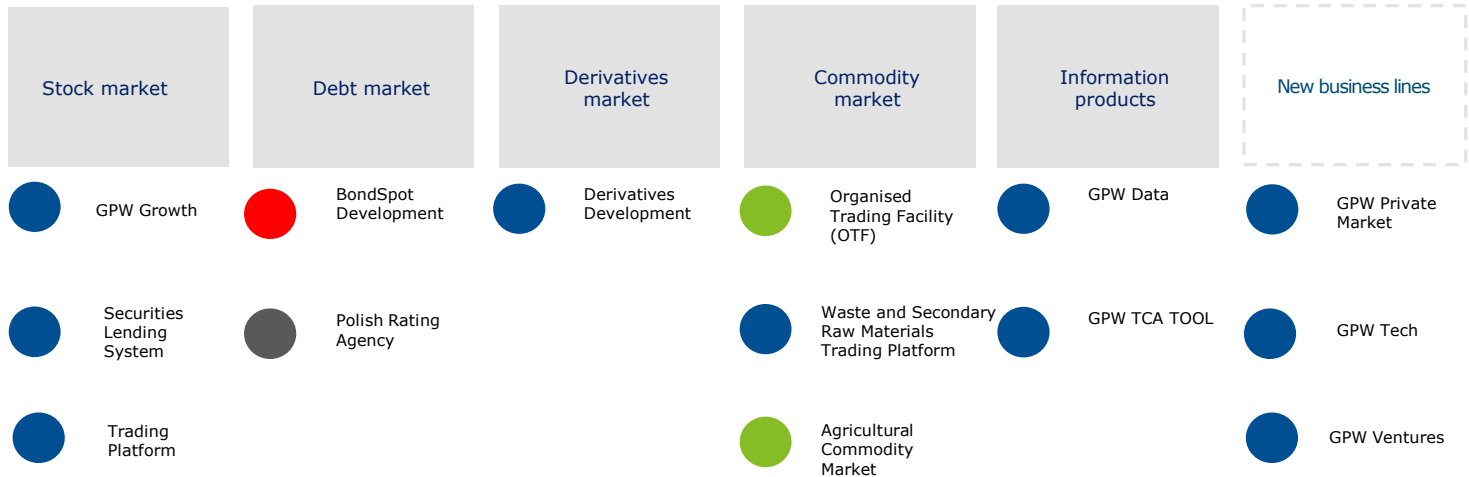 Stock market
Debt market
Derivatives
market
Commodity
market
Information
products
New business lines
GPW Growth
BondSpot
Development
Derivatives
Development
Organised
Trading Facility
(OTF)
GPW Data
GPW Private
Market
Securities
Lending
System
Polish Rating
Agency
Waste and Secondary
Raw Materials
Trading Platform
GPW TCA TOOL
GPW Tech
Trading
Platform
Agricultural
Commodity
Market
GPW Ventures